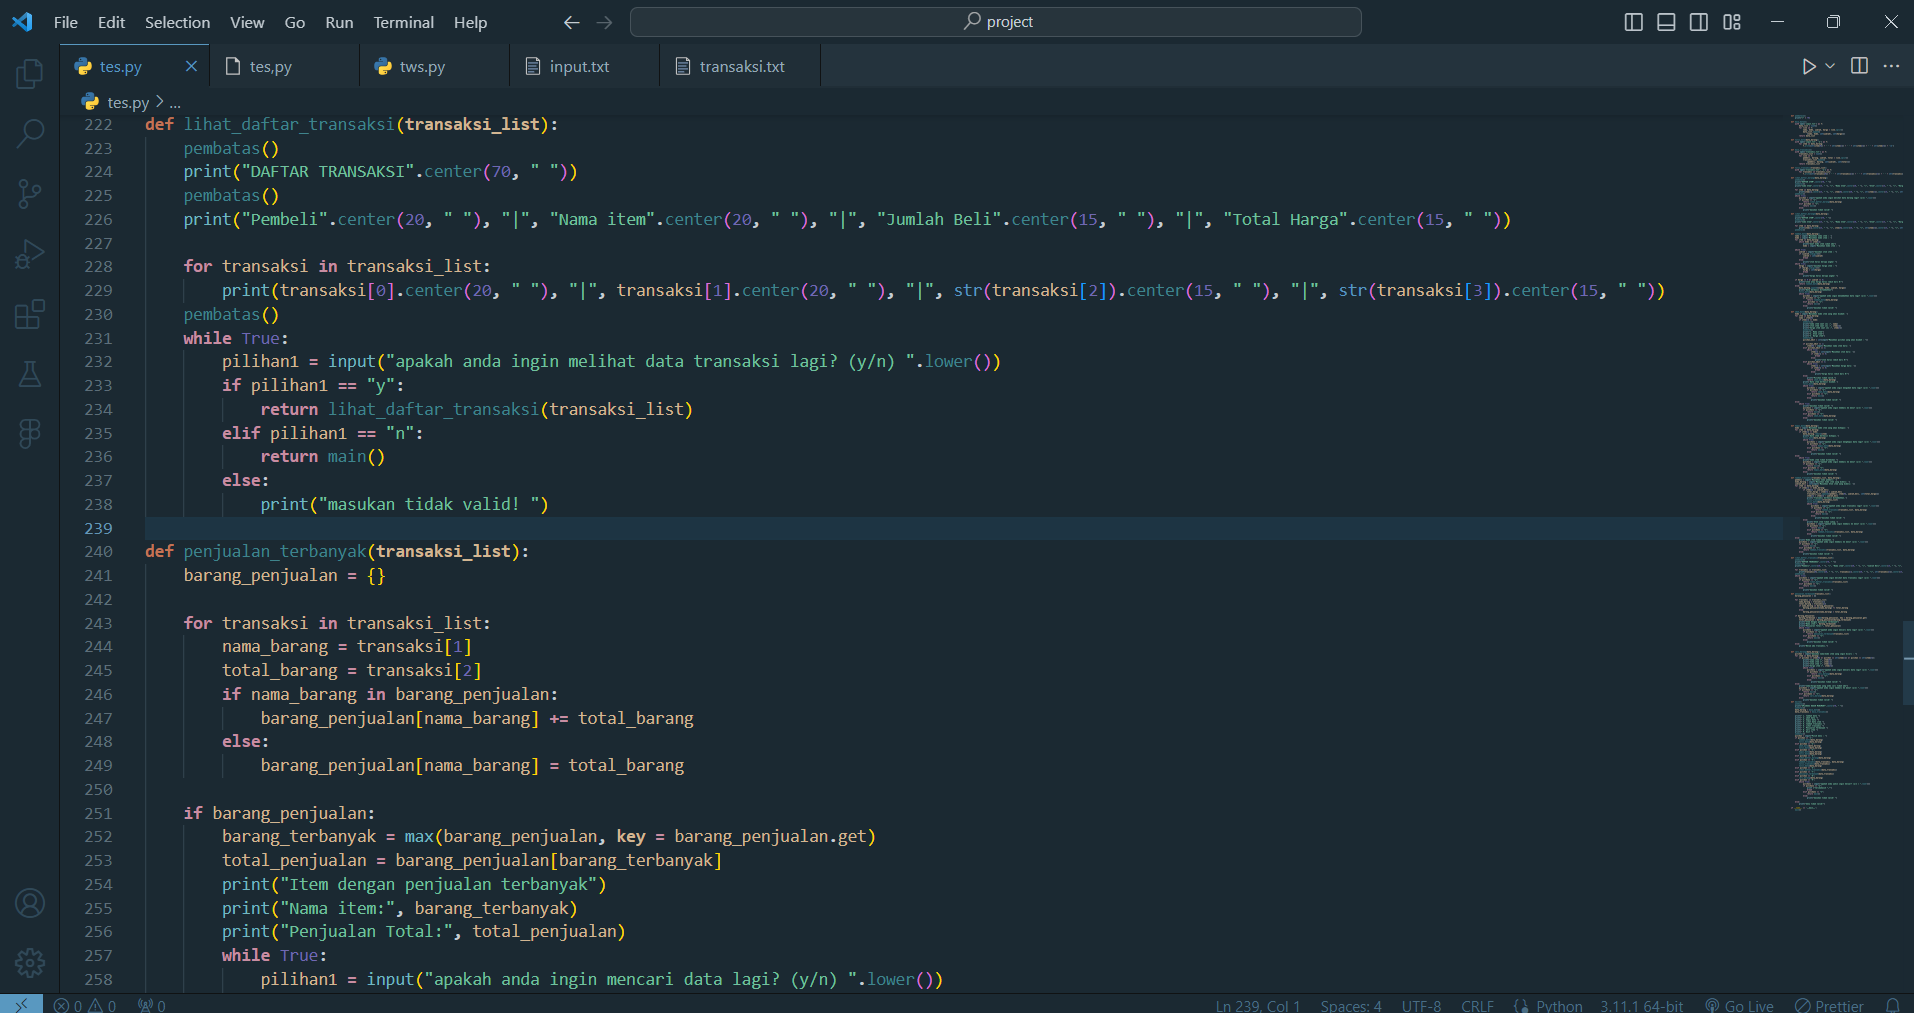 File Edit Selection View Go Run Terminal Help project
tes.py tes,py tws.py input.txt transaksi.txt
tes.py > ...
222 def lihat_daftar_transaksi(transaksi_list):
223     pembatas()
224     print("DAFTAR TRANSAKSI".center(70, " "))
225     pembatas()
226     print("Pembeli".center(20, " "), "|", "Nama item".center(20, " "), "|", "Jumlah Beli".center(15, " "), "|", "Total Harga".center(15, " "))
227
228     for transaksi in transaksi_list:
229         print(transaksi[0].center(20, " "), "|", transaksi[1].center(20, " "), "|", str(transaksi[2]).center(15, " "), "|", str(transaksi[3]).center(15, " "))
230     pembatas()
231     while True:
232         pilihan1 = input("apakah anda ingin melihat data transaksi lagi? (y/n) ".lower())
233         if pilihan1 == "y":
234             return lihat_daftar_transaksi(transaksi_list)
235         elif pilihan1 == "n":
236             return main()
237         else:
238             print("masukan tidak valid! ")
239
240 def penjualan_terbanyak(transaksi_list):
241     barang_penjualan = {}
242
243     for transaksi in transaksi_list:
244         nama_barang = transaksi[1]
245         total_barang = transaksi[2]
246         if nama_barang in barang_penjualan:
247             barang_penjualan[nama_barang] += total_barang
248         else:
249             barang_penjualan[nama_barang] = total_barang
250
251     if barang_penjualan:
252         barang_terbanyak = max(barang_penjualan, key = barang_penjualan.get)
253         total_penjualan = barang_penjualan[barang_terbanyak]
254         print("Item dengan penjualan terbanyak")
255         print("Nama item:", barang_terbanyak)
256         print("Penjualan Total:", total_penjualan)
257         while True:
258             pilihan1 = input("apakah anda ingin mencari data lagi? (y/n) ".lower())
0 0 0 Ln 239, Col 1 Spaces: 4 UTF-8 CRLF {} Python 3.11.1 64-bit Go Live Prettier